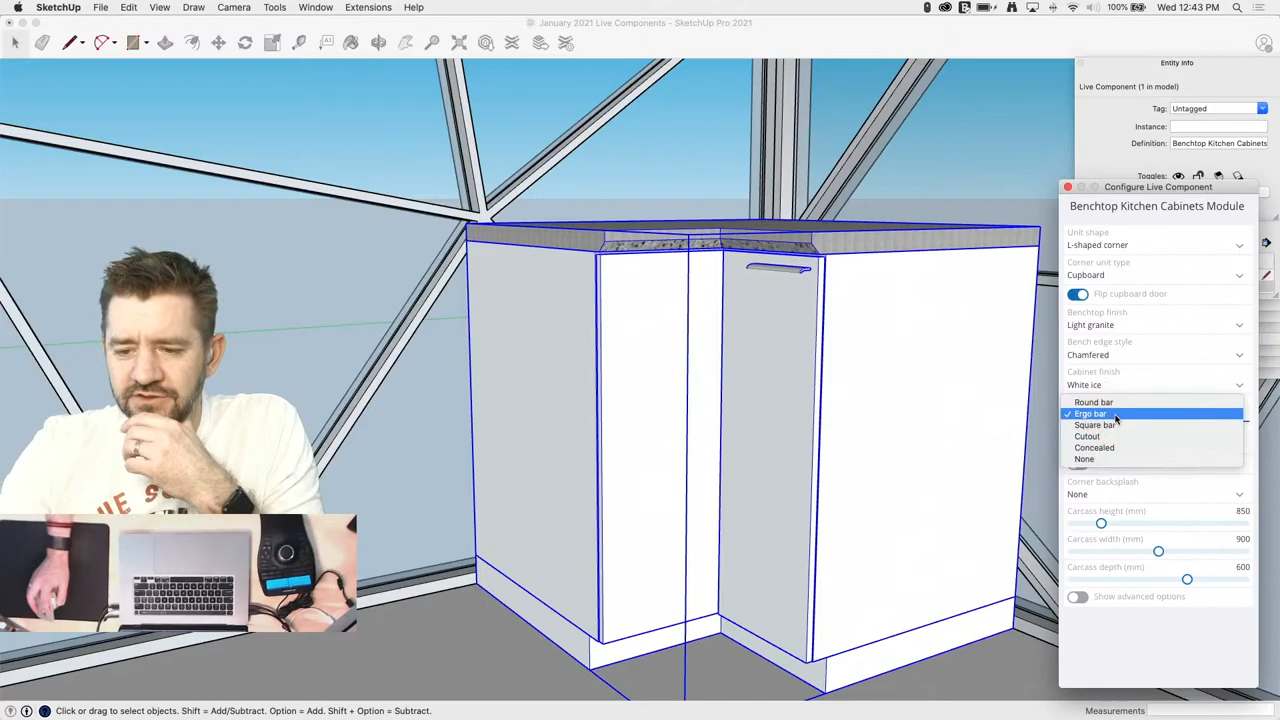 SketchUp File Edit View Draw Camera Tools Window Extensions Help 100% Wed 12:43 PM
January 2021 Live Components - SketchUp Pro 2021
Entity Info
Live Component (1 in model)
Tag: Untagged
Instance:
Definition: Benchtop Kitchen Cabinets
Toggles:
Configure Live Component
Benchtop Kitchen Cabinets Module
Unit shape
L-shaped corner
Corner unit type
Cupboard
Flip cupboard door
Benchtop finish
Light granite
Bench edge style
Chamfered
Cabinet finish
White ice
Round bar
✓ Ergo bar
Square bar
Cutout
Concealed
None
Corner backsplash
None
Carcass height (mm) 850
Carcass width (mm) 900
Carcass depth (mm) 600
Show advanced options
Click or drag to select objects. Shift = Add/Subtract. Option = Add. Shift + Option = Subtract.
Measurements